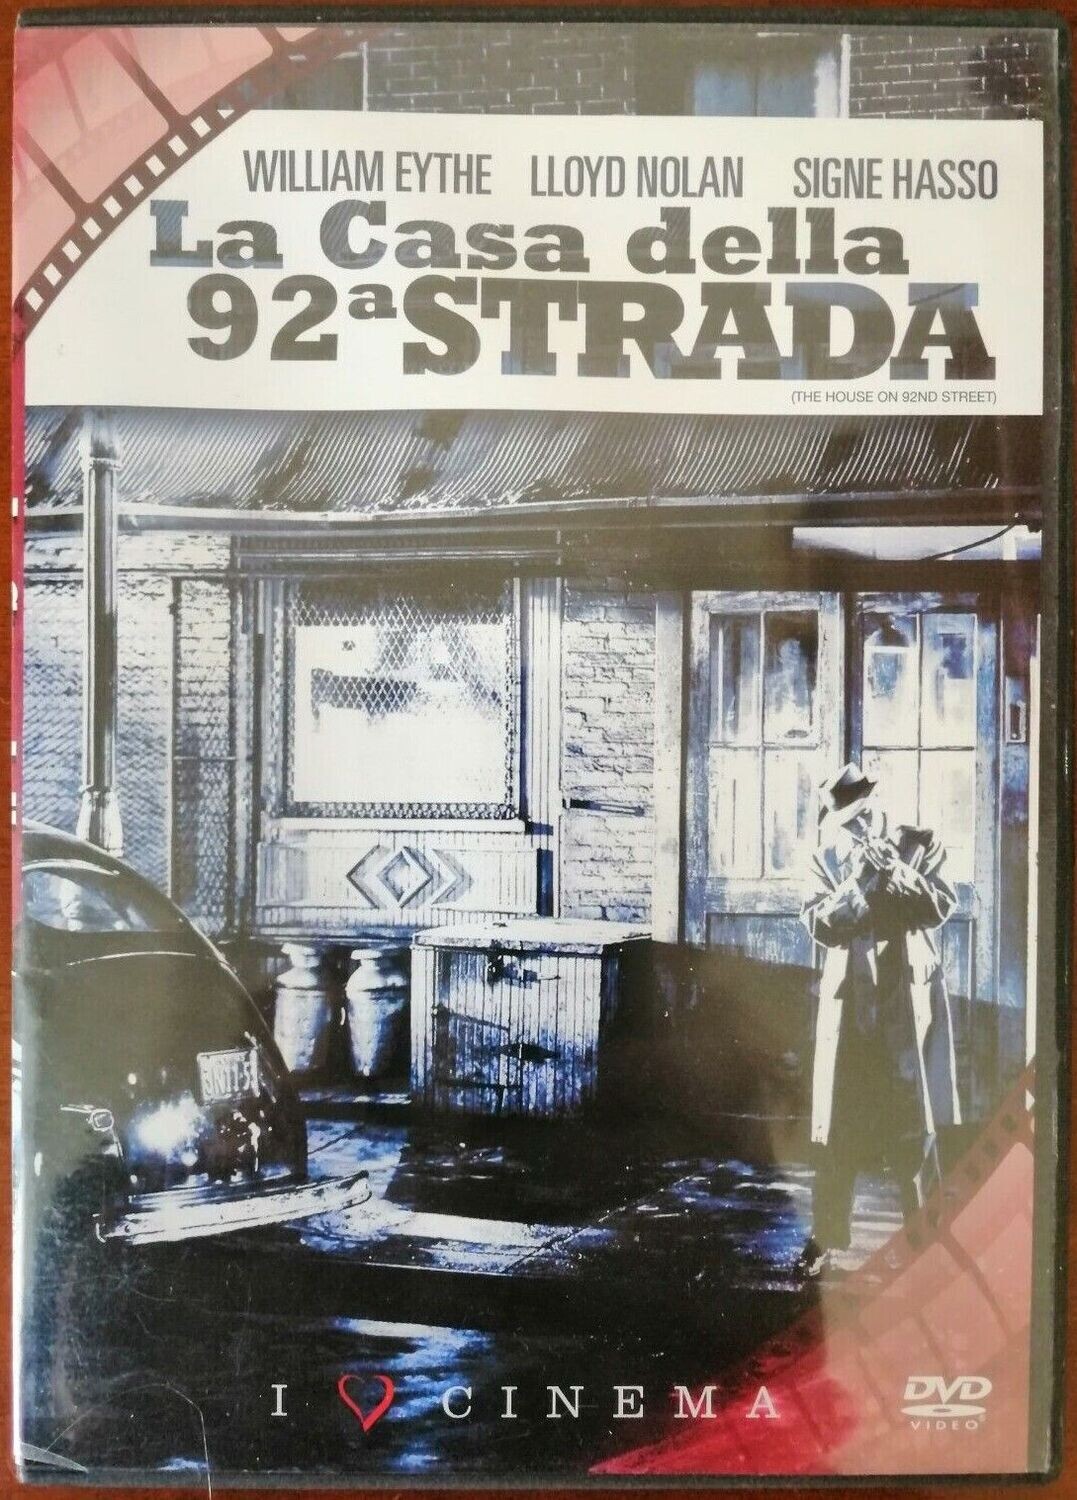 WILLIAM EYTHE LLOYD NOLAN SIGNE HASSO
La Casa della
92a STRADA
(THE HOUSE ON 92ND STREET)
I CINEMA
DVD
VIDEO